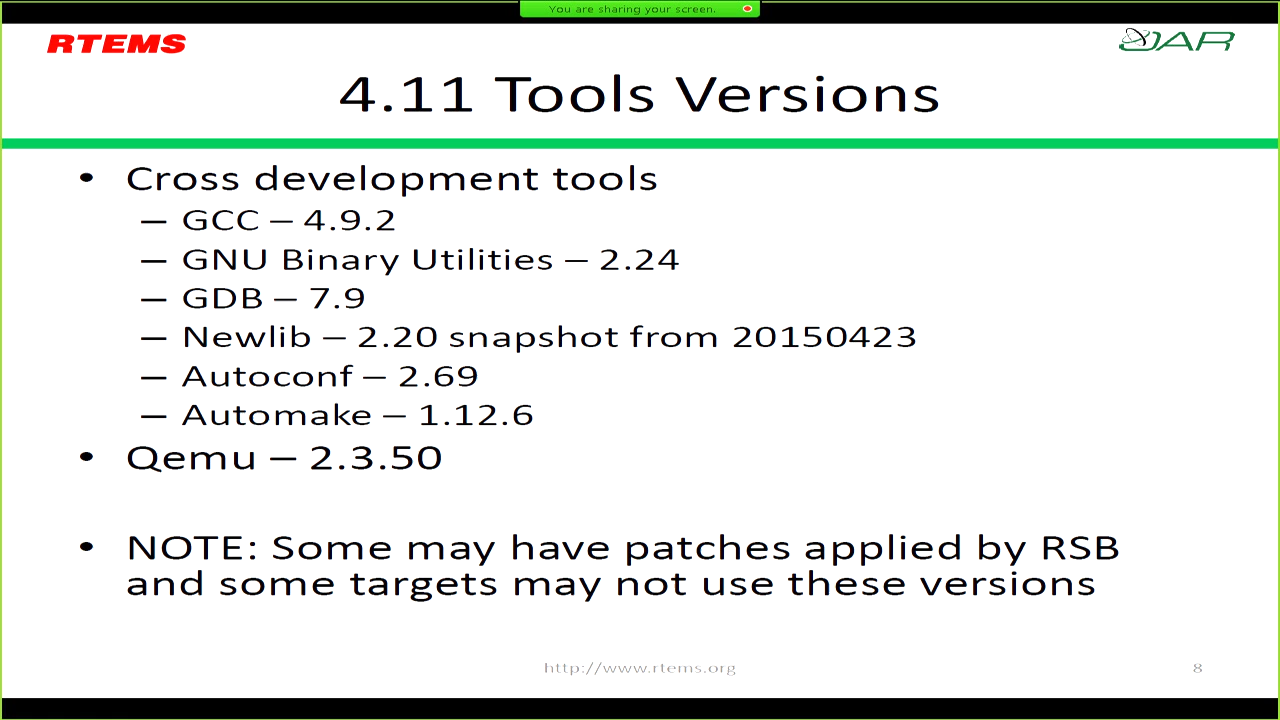 You are sharing your screen.
RTEMS
OAR
4.11 Tools Versions
• Cross development tools
– GCC – 4.9.2
– GNU Binary Utilities – 2.24
– GDB – 7.9
– Newlib – 2.20 snapshot from 20150423
– Autoconf – 2.69
– Automake – 1.12.6
• Qemu – 2.3.50
• NOTE: Some may have patches applied by RSB
and some targets may not use these versions
http://www.rtems.org
8